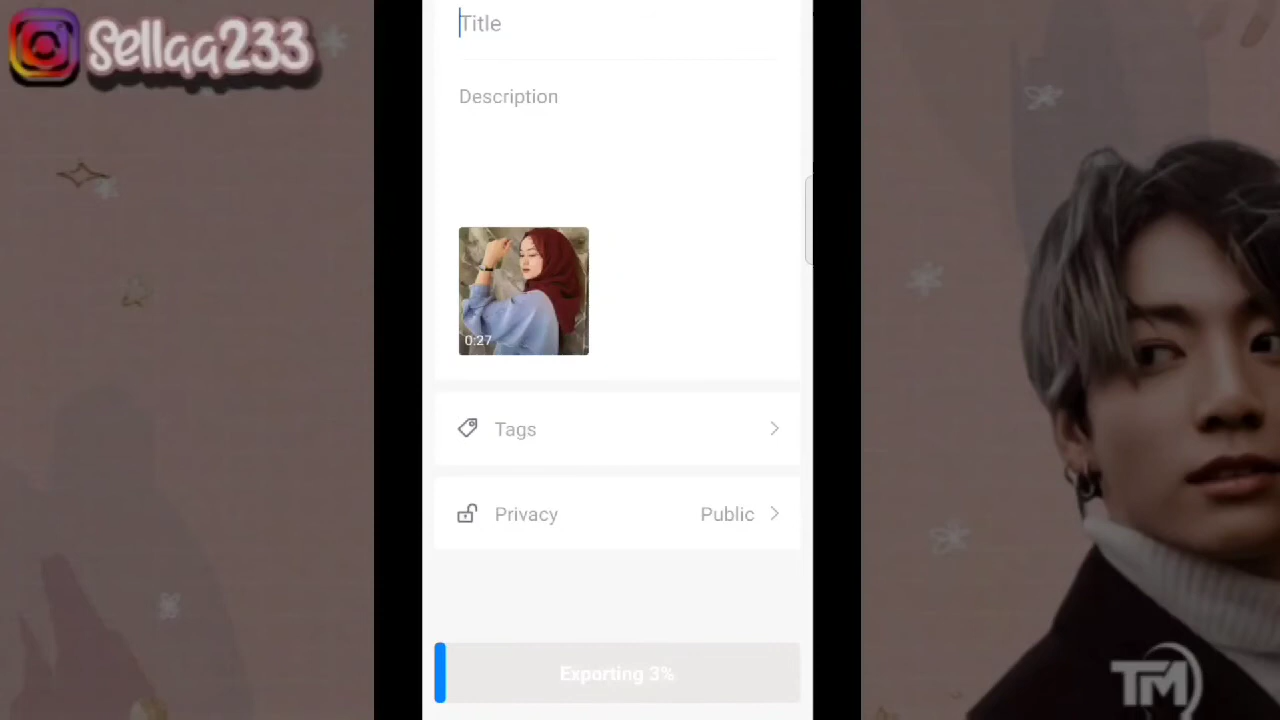 Sellaa233
Title
Description
0:27
Tags
Privacy
Public
Exporting 3%
TM